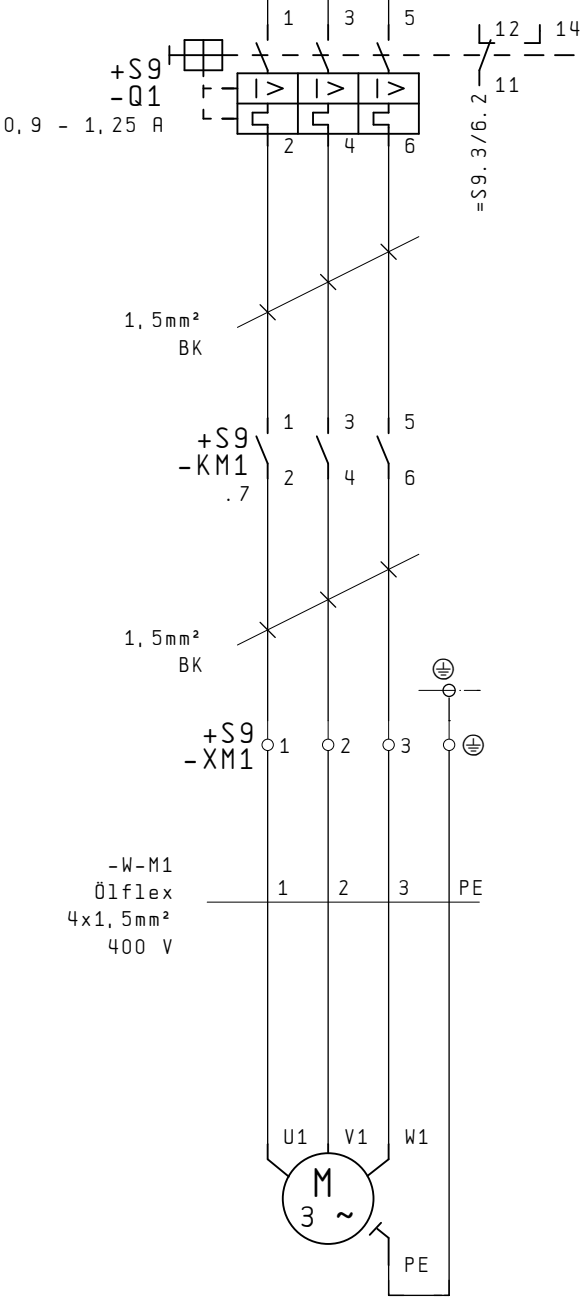 1 3 5
12 14
+S9
-Q1
0,9 - 1,25 A
I> I> I>
11
2 4 6
=S9.3/6.2
1,5mm²
BK
1 3 5
+S9
-KM1
2 4 6
.7
1,5mm²
BK
+S9
-XM1
1 2 3
-W-M1
Ölflex
4x1,5mm²
400 V
1 2 3 PE
U1 V1 W1
M
3 ~
PE